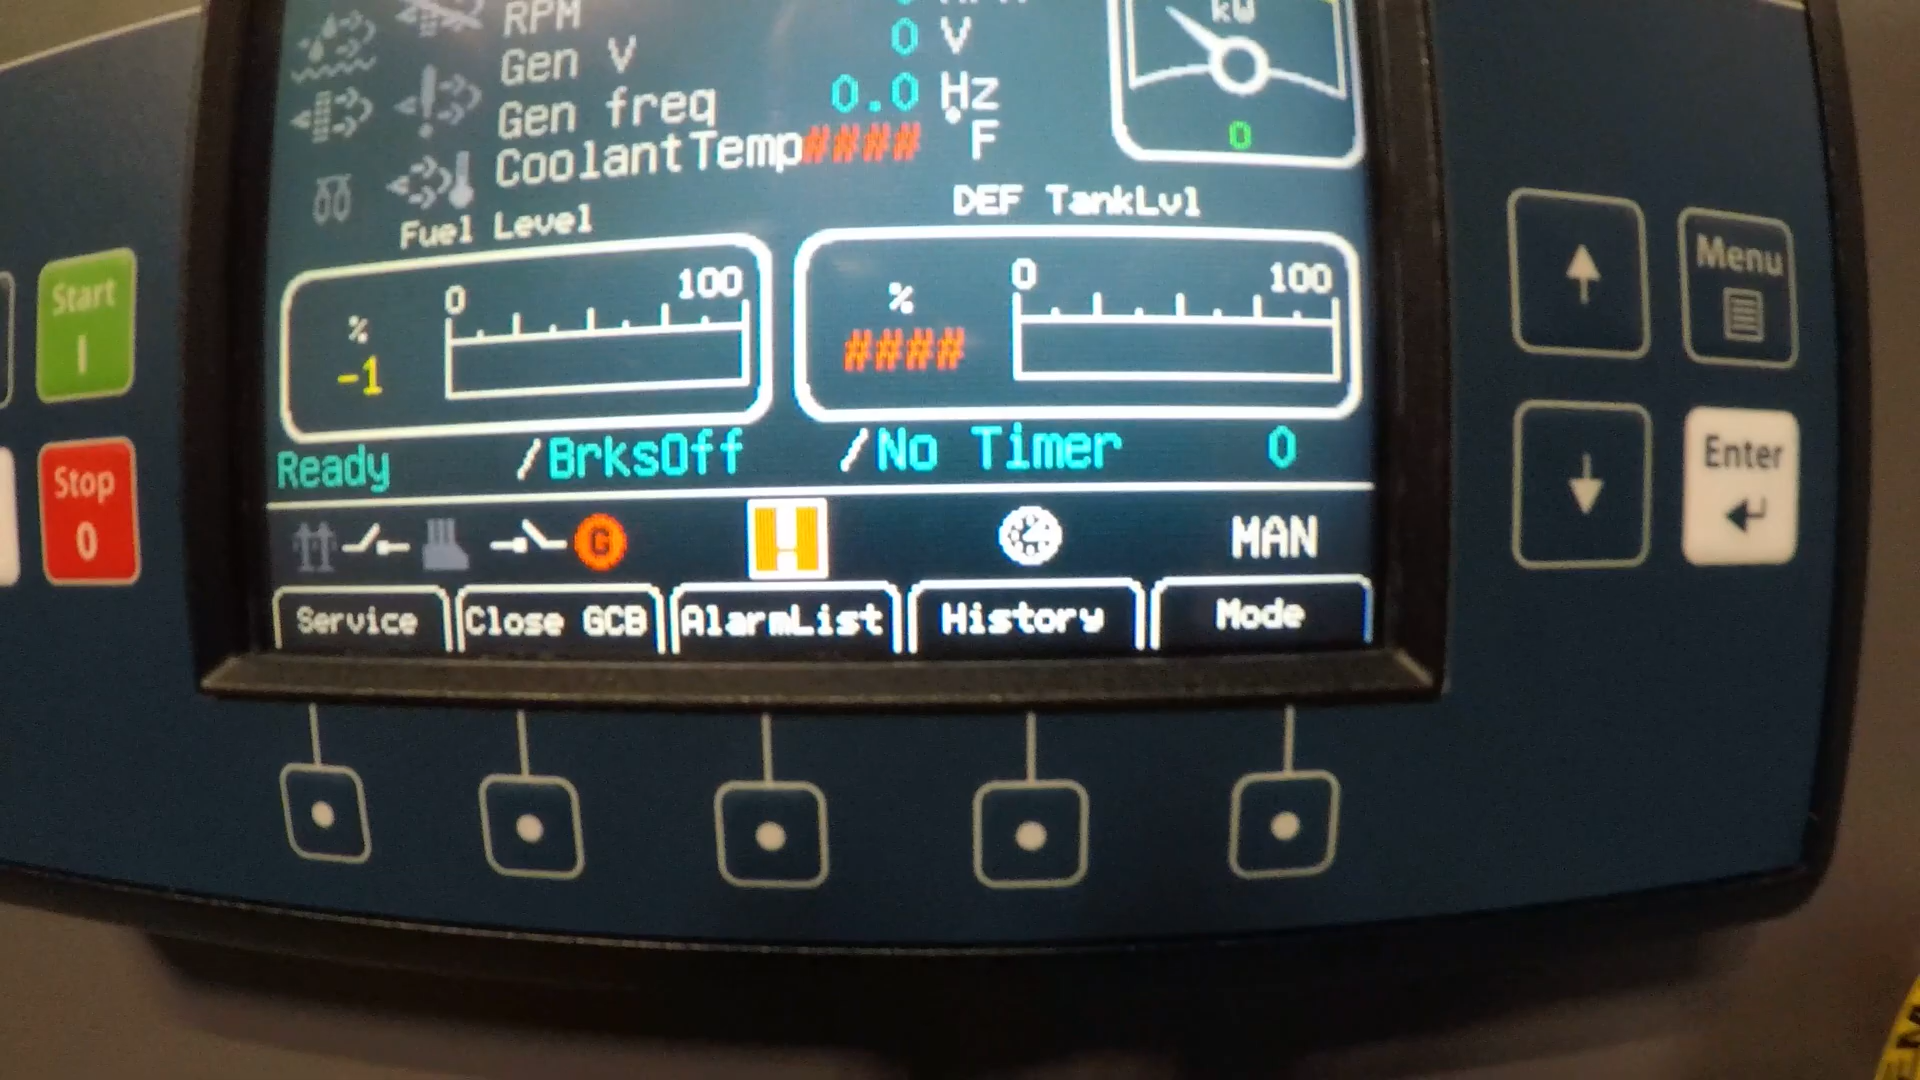 RPM
Gen V 0 V
Gen freq 0.0 Hz
CoolantTemp #### °F
kW
0
Fuel Level
% 0 100
-1
DEF TankLvl
% 0 100
####
Ready /BrksOff /No Timer 0
G MAN
Service Close GCB AlarmList History Mode
Start
I
Stop
0
Menu
Enter